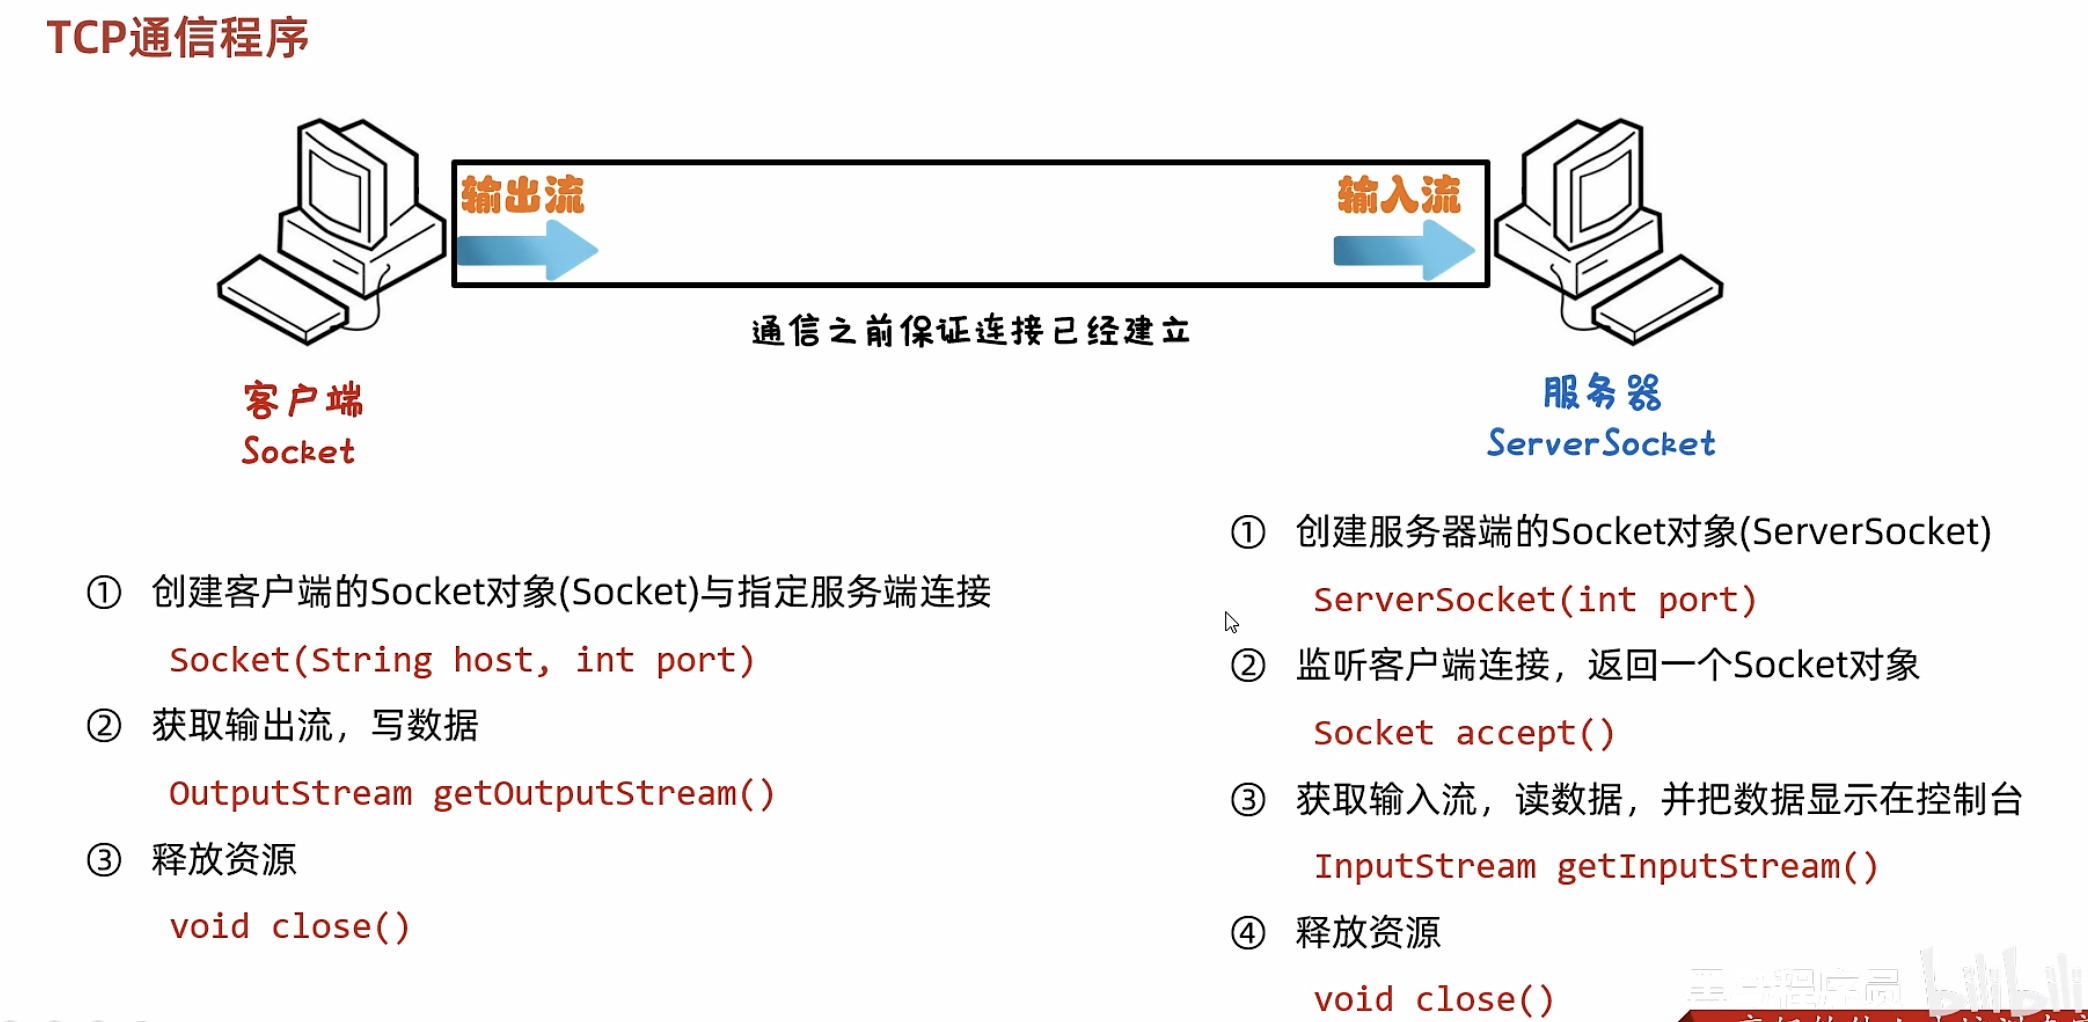 TCP通信程序
输出流
输入流
通信之前保证连接已经建立
客户端
Socket
服务器
ServerSocket
① 创建客户端的Socket对象(Socket)与指定服务端连接
Socket(String host, int port)
② 获取输出流，写数据
OutputStream getOutputStream()
③ 释放资源
void close()
① 创建服务器端的Socket对象(ServerSocket)
ServerSocket(int port)
② 监听客户端连接，返回一个Socket对象
Socket accept()
③ 获取输入流，读数据，并把数据显示在控制台
InputStream getInputStream()
④ 释放资源
void close()
程序员
bilibili